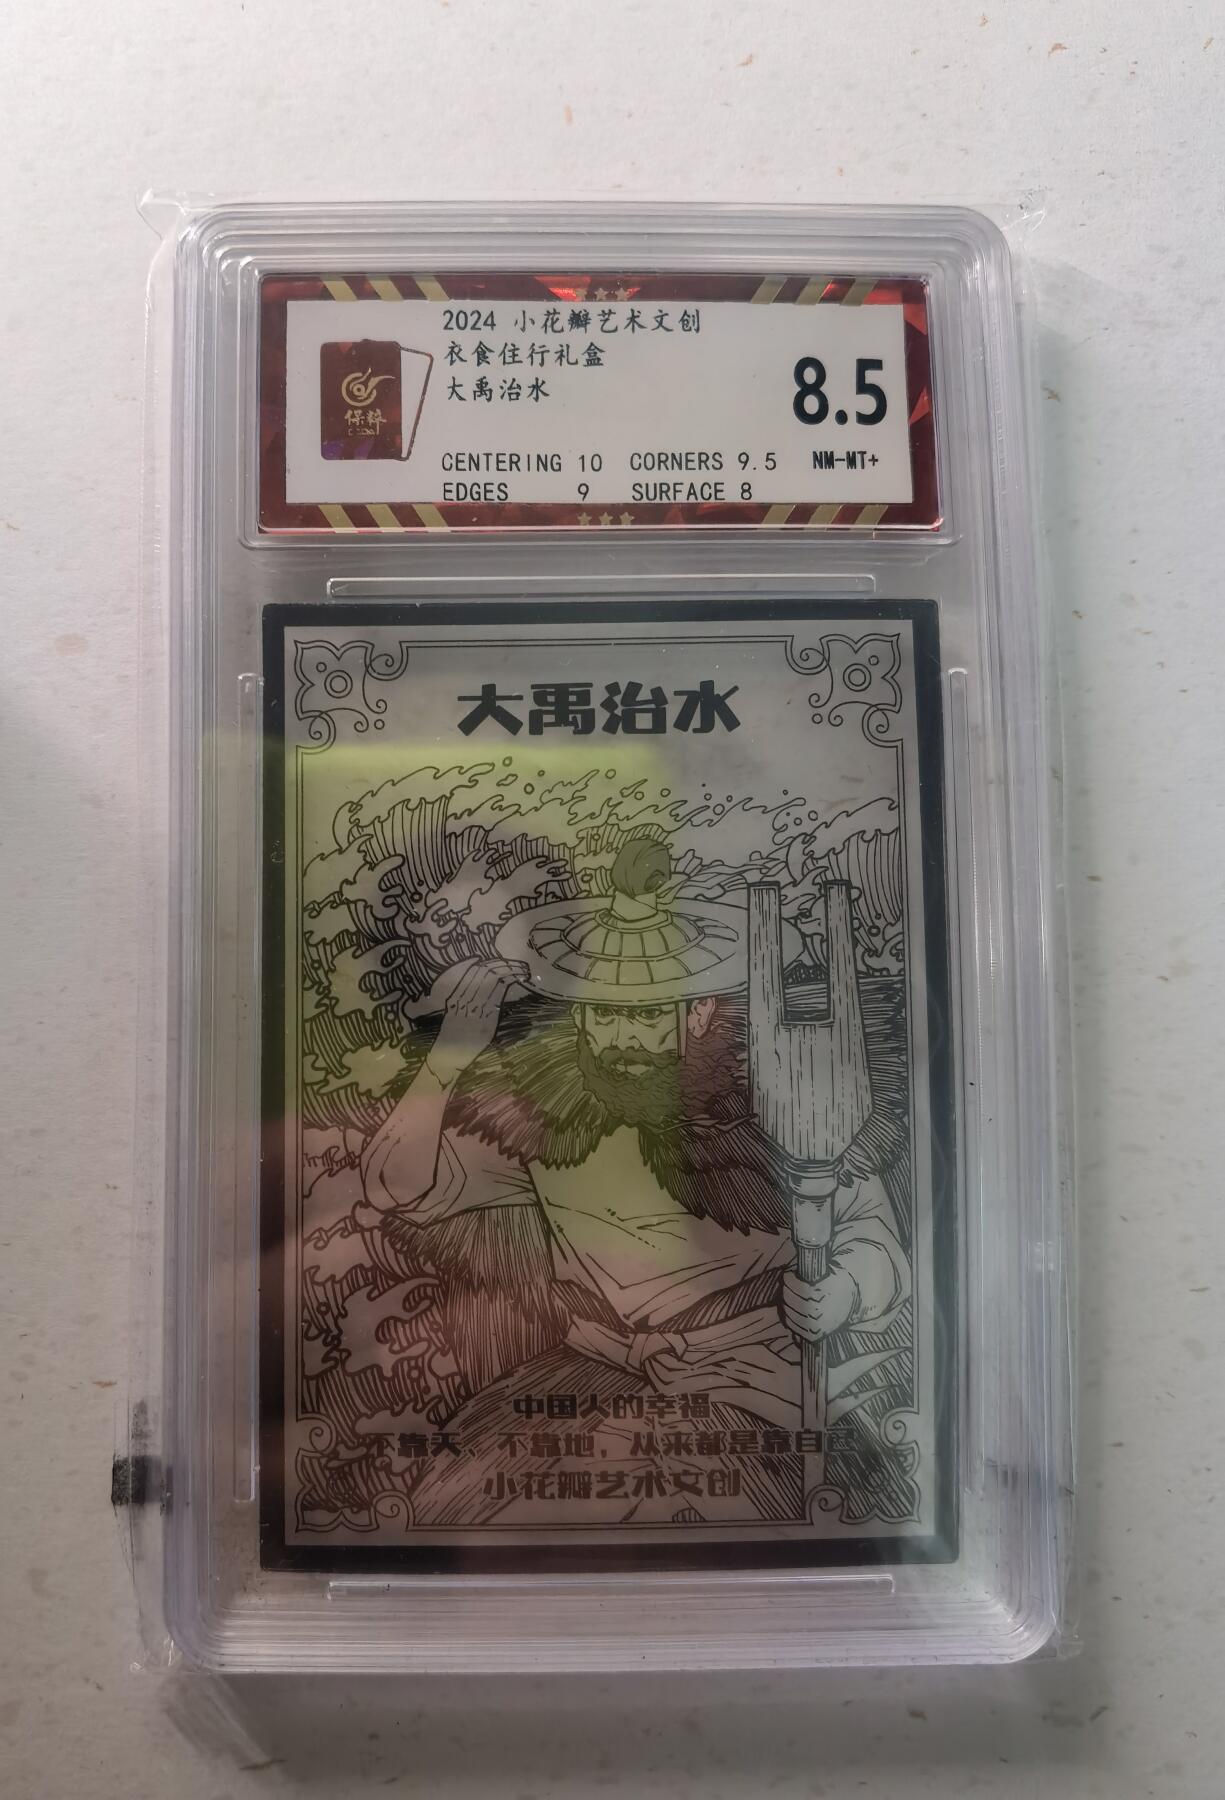 2024 小花瓣艺术文创
衣食住行礼盒
大禹治水
8.5
保粹
CENTERING 10 CORNERS 9.5 NM-MT+
EDGES 9 SURFACE 8
大禹治水
中国人的幸福
不靠天、不靠地，从来都是靠自己
小花瓣艺术文创